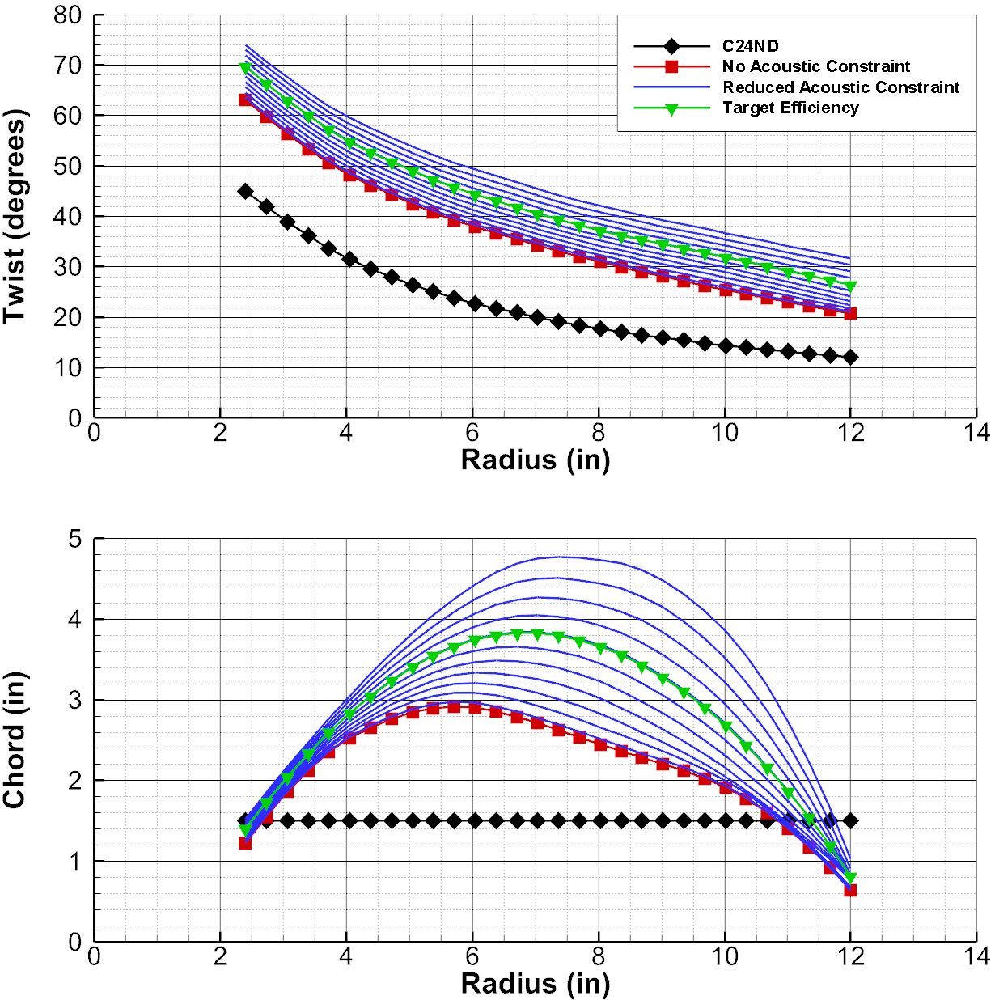 80
70
60
50
40
30
20
10
0
Twist (degrees)
C24ND
No Acoustic Constraint
Reduced Acoustic Constraint
Target Efficiency
0 2 4 6 8 10 12 14
Radius (in)
5
4
3
2
1
0
Chord (in)
0 2 4 6 8 10 12 14
Radius (in)